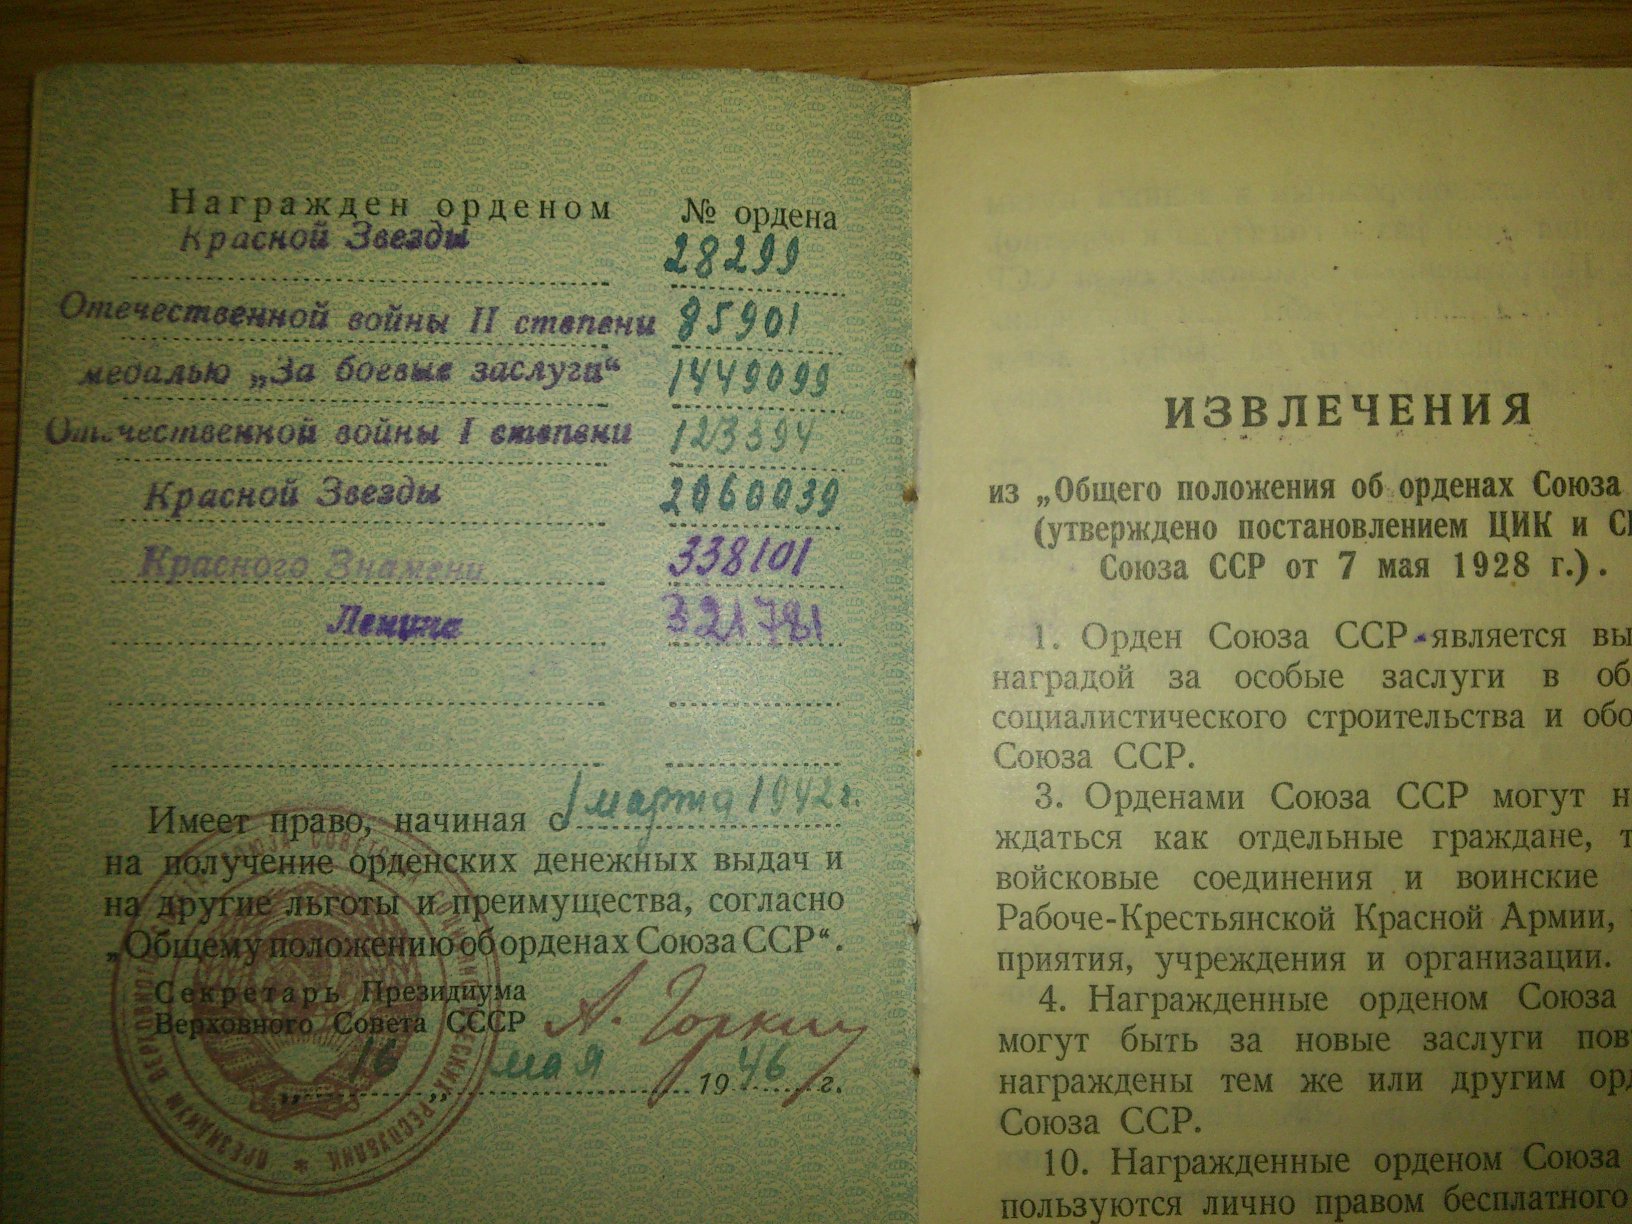 Награжден орденом № ордена
Красной Звезды 28299
Отечественной войны II степени 85901
медалью „За боевые заслуги“ 1449099
Отечественной войны I степени 123394
Красной Звезды 2060039
Красного Знамени 338101
Ленина 321781
Имеет право, начиная с 1 марта 1942 г.
на получение орденских денежных выдач и
на другие льготы и преимущества, согласно
„Общему положению об орденах Союза ССР“.
Секретарь Президиума
Верховного Совета СССР А. Горкин
„16„ мая 1946 г.
ИЗВЛЕЧЕНИЯ
из „Общего положения об орденах Союза
(утверждено постановлением ЦИК и С
Союза ССР от 7 мая 1928 г.).
1. Орден Союза ССР является вы
наградой за особые заслуги в об
социалистического строительства и обо
Союза ССР.
3. Орденами Союза ССР могут н
ждаться как отдельные граждане, т
войсковые соединения и воинские
Рабоче-Крестьянской Красной Армии,
приятия, учреждения и организации.
4. Награжденные орденом Союза
могут быть за новые заслуги пов
награждены тем же или другим орд
Союза ССР.
10. Награжденные орденом Союза
пользуются лично правом бесплатного